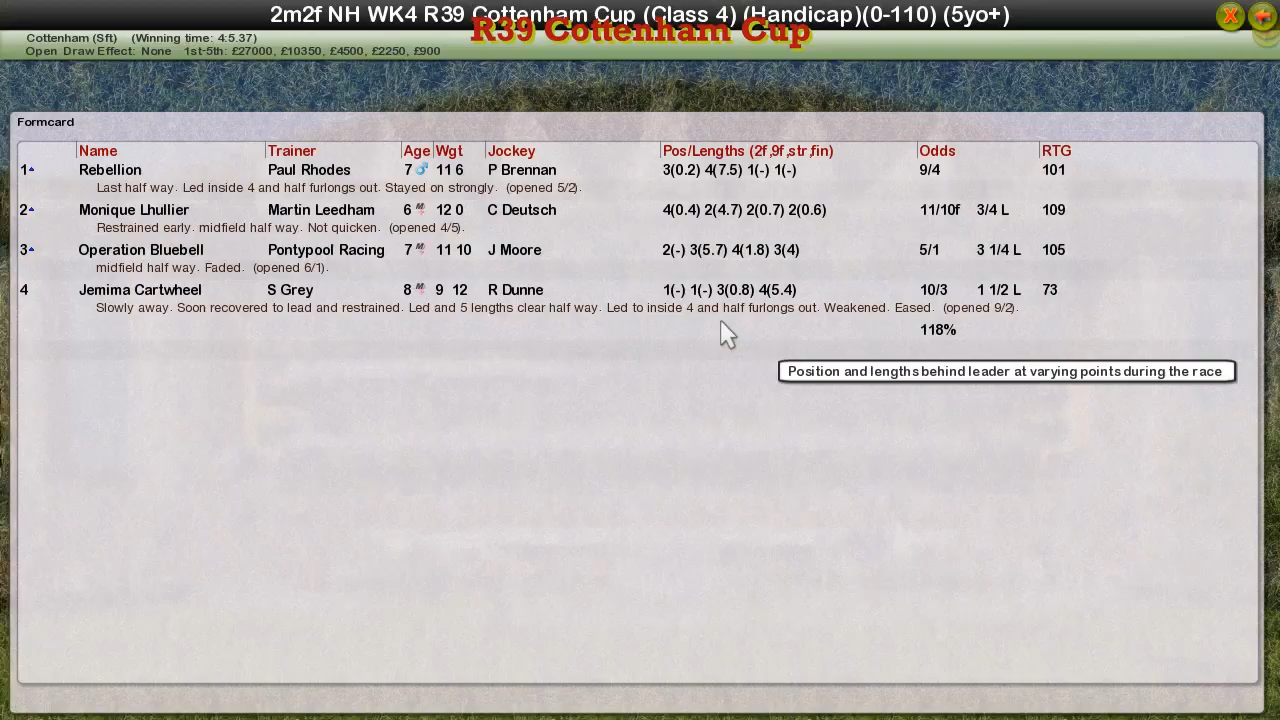 2m2f NH WK4 R39 Cottenham Cup (Class 4) (Handicap)(0-110) (5yo+)
R39 Cottenham Cup
Cottenham (Sft) (Winning time: 4:5.37)
Open Draw Effect: None 1st-5th: £27000, £10350, £4500, £2250, £900
Formcard
Name Trainer Age Wgt Jockey Pos/Lengths (2f,9f,str,fin) Odds RTG
1 Rebellion Paul Rhodes 7 11 6 P Brennan 3(0.2) 4(7.5) 1(-) 1(-) 9/4 101
Last half way. Led inside 4 and half furlongs out. Stayed on strongly. (opened 5/2).
2 Monique Lhullier Martin Leedham 6 12 0 C Deutsch 4(0.4) 2(4.7) 2(0.7) 2(0.6) 11/10f 3/4 L 109
Restrained early. midfield half way. Not quicken. (opened 4/5).
3 Operation Bluebell Pontypool Racing 7 11 10 J Moore 2(-) 3(5.7) 4(1.8) 3(4) 5/1 3 1/4 L 105
midfield half way. Faded. (opened 6/1).
4 Jemima Cartwheel S Grey 8 9 12 R Dunne 1(-) 1(-) 3(0.8) 4(5.4) 10/3 1 1/2 L 73
Slowly away. Soon recovered to lead and restrained. Led and 5 lengths clear half way. Led to inside 4 and half furlongs out. Weakened. Eased. (opened 9/2).
118%
Position and lengths behind leader at varying points during the race